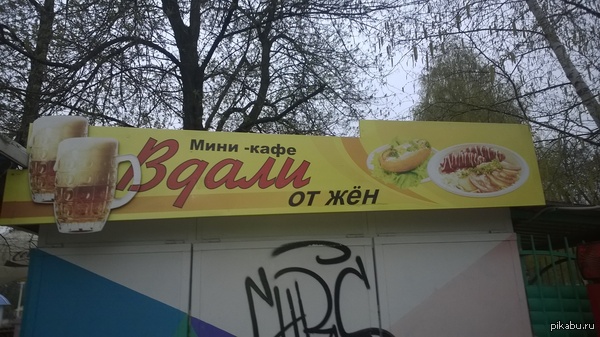 Мини -кафе
Вдали
от жён
pikabu.ru